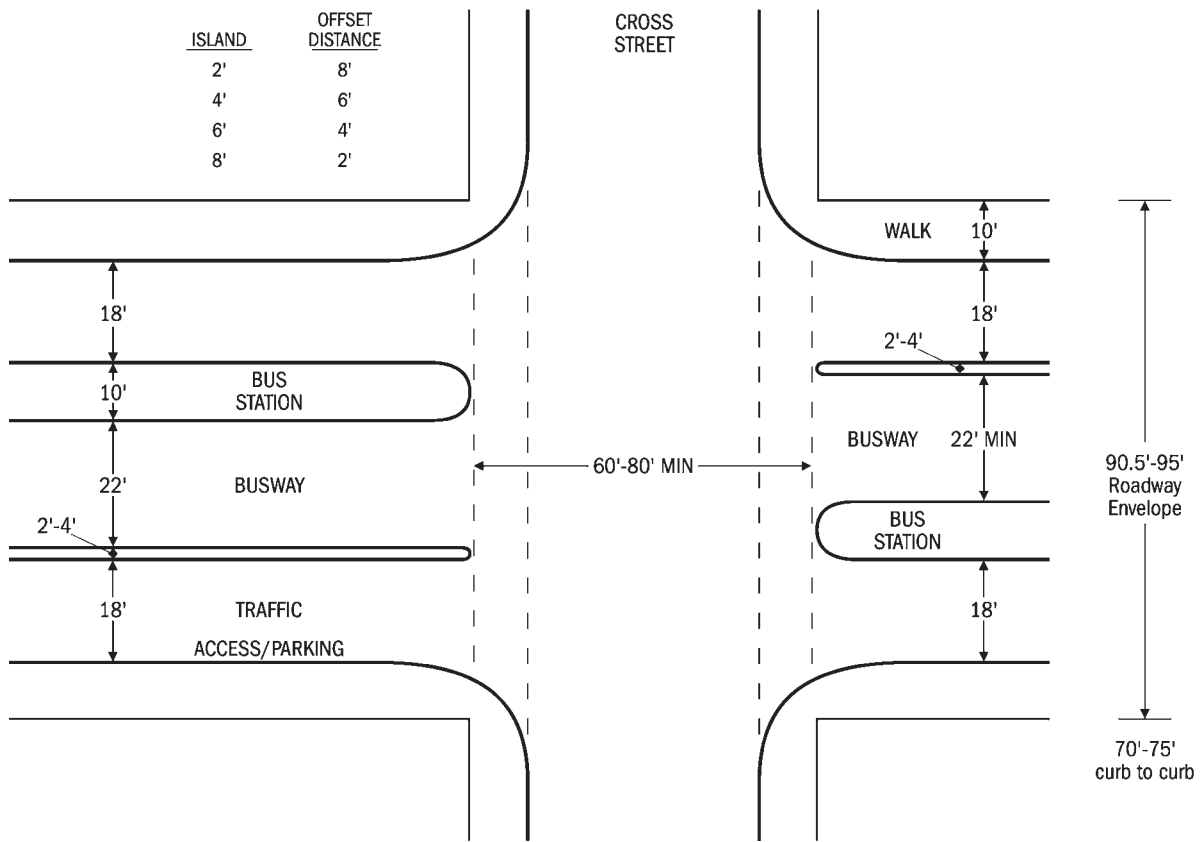 CROSS
STREET
ISLAND OFFSET DISTANCE
2' 8'
4' 6'
6' 4'
8' 2'
WALK 10'
18'
18'
2'-4'
10'
BUS
STATION
BUSWAY 22' MIN
60'-80' MIN
22'
BUSWAY
90.5'-95'
Roadway
Envelope
2'-4'
BUS
STATION
18'
TRAFFIC
18'
ACCESS/PARKING
70'-75'
curb to curb